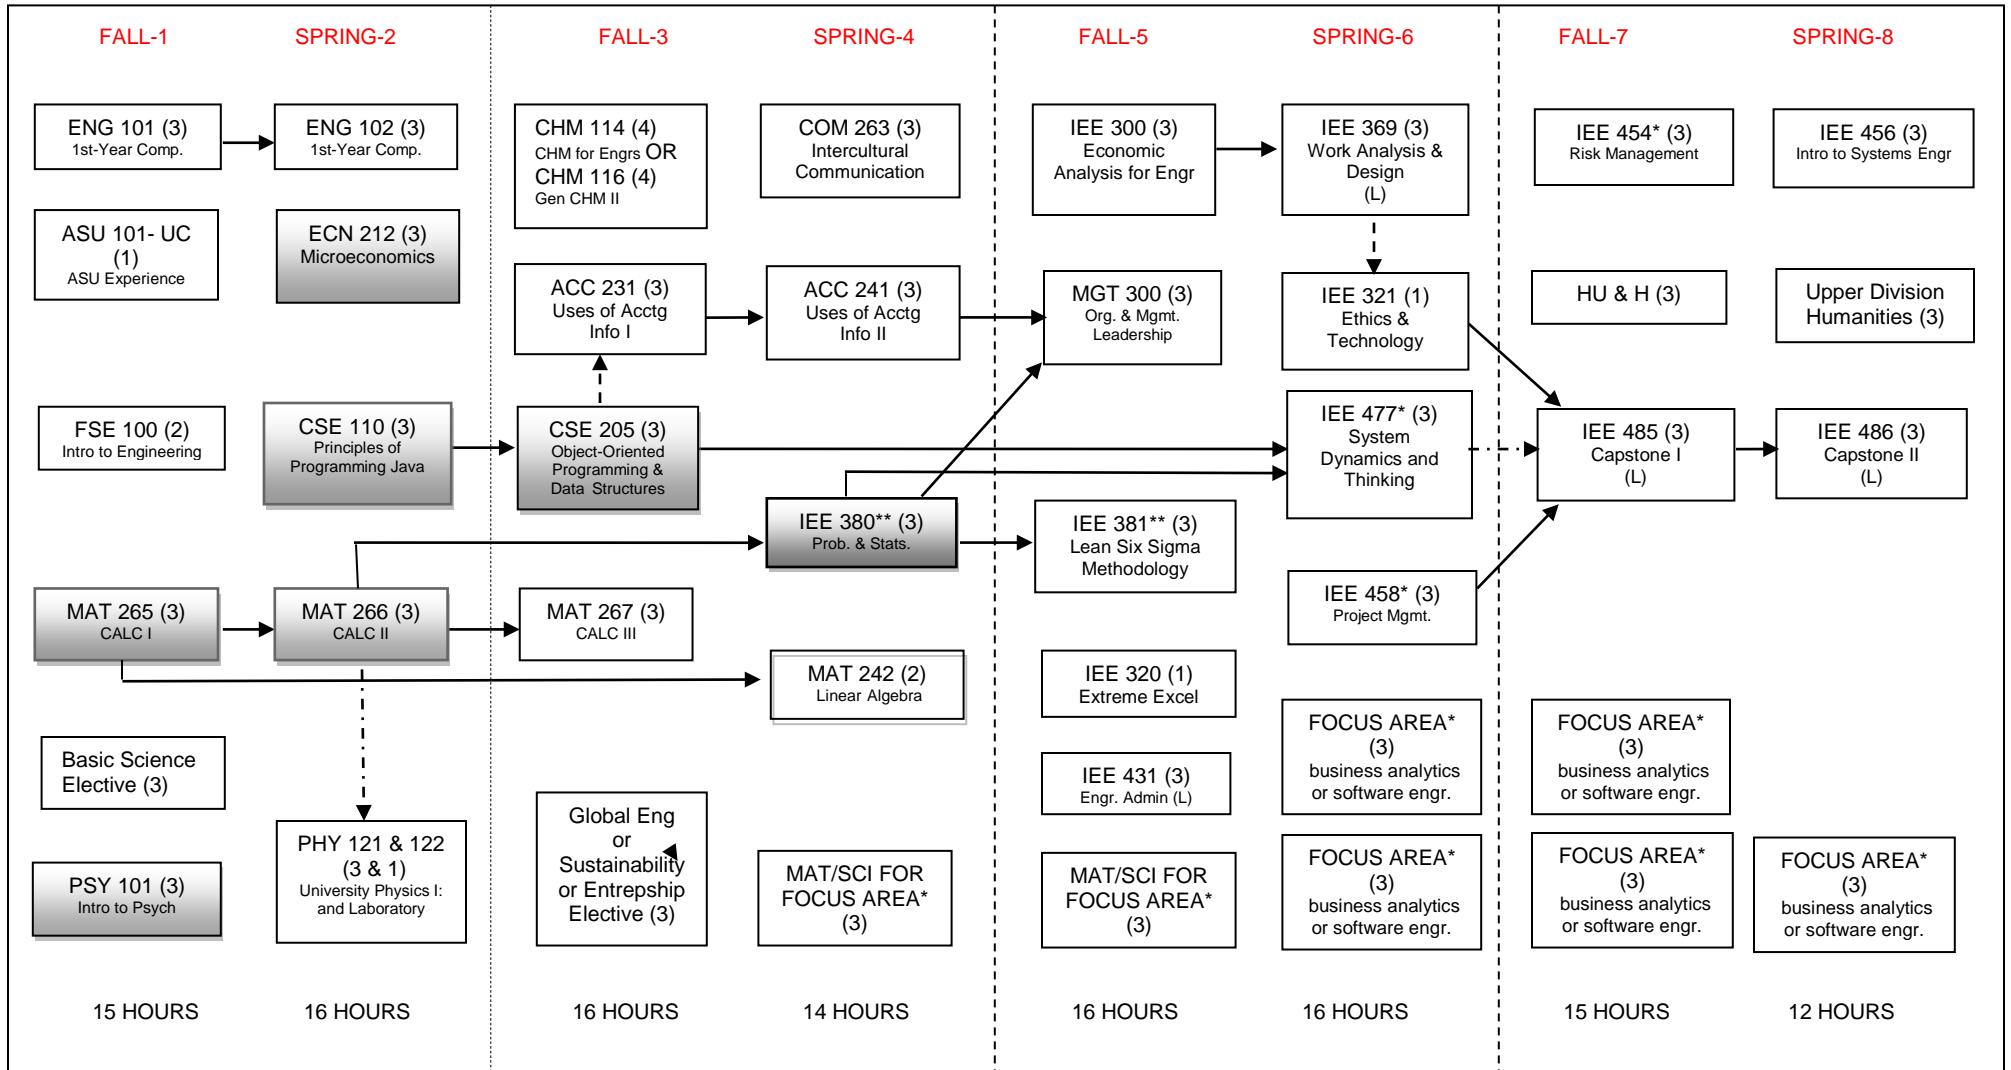 FALL-1
SPRING-2
FALL-3
SPRING-4
FALL-5
SPRING-6
FALL-7
SPRING-8
ENG 101 (3)
1st-Year Comp.
ASU 101- UC
(1)
ASU Experience
FSE 100 (2)
Intro to Engineering
MAT 265 (3)
CALC I
Basic Science
Elective (3)
PSY 101 (3)
Intro to Psych
15 HOURS
ENG 102 (3)
1st-Year Comp.
ECN 212 (3)
Microeconomics
CSE 110 (3)
Principles of
Programming Java
MAT 266 (3)
CALC II
PHY 121 & 122
(3 & 1)
University Physics I:
and Laboratory
16 HOURS
CHM 114 (4)
CHM for Engrs OR
CHM 116 (4)
Gen CHM II
ACC 231 (3)
Uses of Acctg
Info I
CSE 205 (3)
Object-Oriented
Programming &
Data Structures
MAT 267 (3)
CALC III
Global Eng
or
Sustainability
or Entrepship
Elective (3)
16 HOURS
COM 263 (3)
Intercultural
Communication
ACC 241 (3)
Uses of Acctg
Info II
IEE 380** (3)
Prob. & Stats.
MAT 242 (2)
Linear Algebra
MAT/SCI FOR
FOCUS AREA*
(3)
14 HOURS
IEE 300 (3)
Economic
Analysis for Engr
MGT 300 (3)
Org. & Mgmt.
Leadership
IEE 381** (3)
Lean Six Sigma
Methodology
IEE 320 (1)
Extreme Excel
IEE 431 (3)
Engr. Admin (L)
MAT/SCI FOR
FOCUS AREA*
(3)
16 HOURS
IEE 369 (3)
Work Analysis &
Design
(L)
IEE 321 (1)
Ethics &
Technology
IEE 477* (3)
System
Dynamics and
Thinking
IEE 458* (3)
Project Mgmt.
FOCUS AREA*
(3)
business analytics
or software engr.
FOCUS AREA*
(3)
business analytics
or software engr.
16 HOURS
IEE 454* (3)
Risk Management
HU & H (3)
IEE 485 (3)
Capstone I
(L)
FOCUS AREA*
(3)
business analytics
or software engr.
FOCUS AREA*
(3)
business analytics
or software engr.
15 HOURS
IEE 456 (3)
Intro to Systems Engr
Upper Division
Humanities (3)
IEE 486 (3)
Capstone II
(L)
FOCUS AREA*
(3)
business analytics
or software engr.
12 HOURS